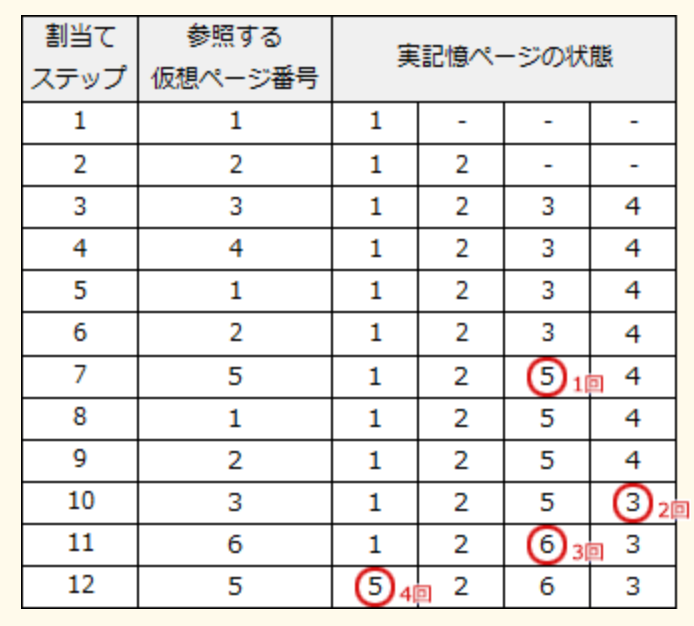 割当て 参照する 実記憶ページの状態
ステップ 仮想ページ番号
1 1 1 - - -
2 2 1 2 - -
3 3 1 2 3 4
4 4 1 2 3 4
5 1 1 2 3 4
6 2 1 2 3 4
7 5 1 2 5 1回 4
8 1 1 2 5 4
9 2 1 2 5 4
10 3 1 2 5 3 2回
11 6 1 2 6 3回 3
12 5 5 4回 2 6 3